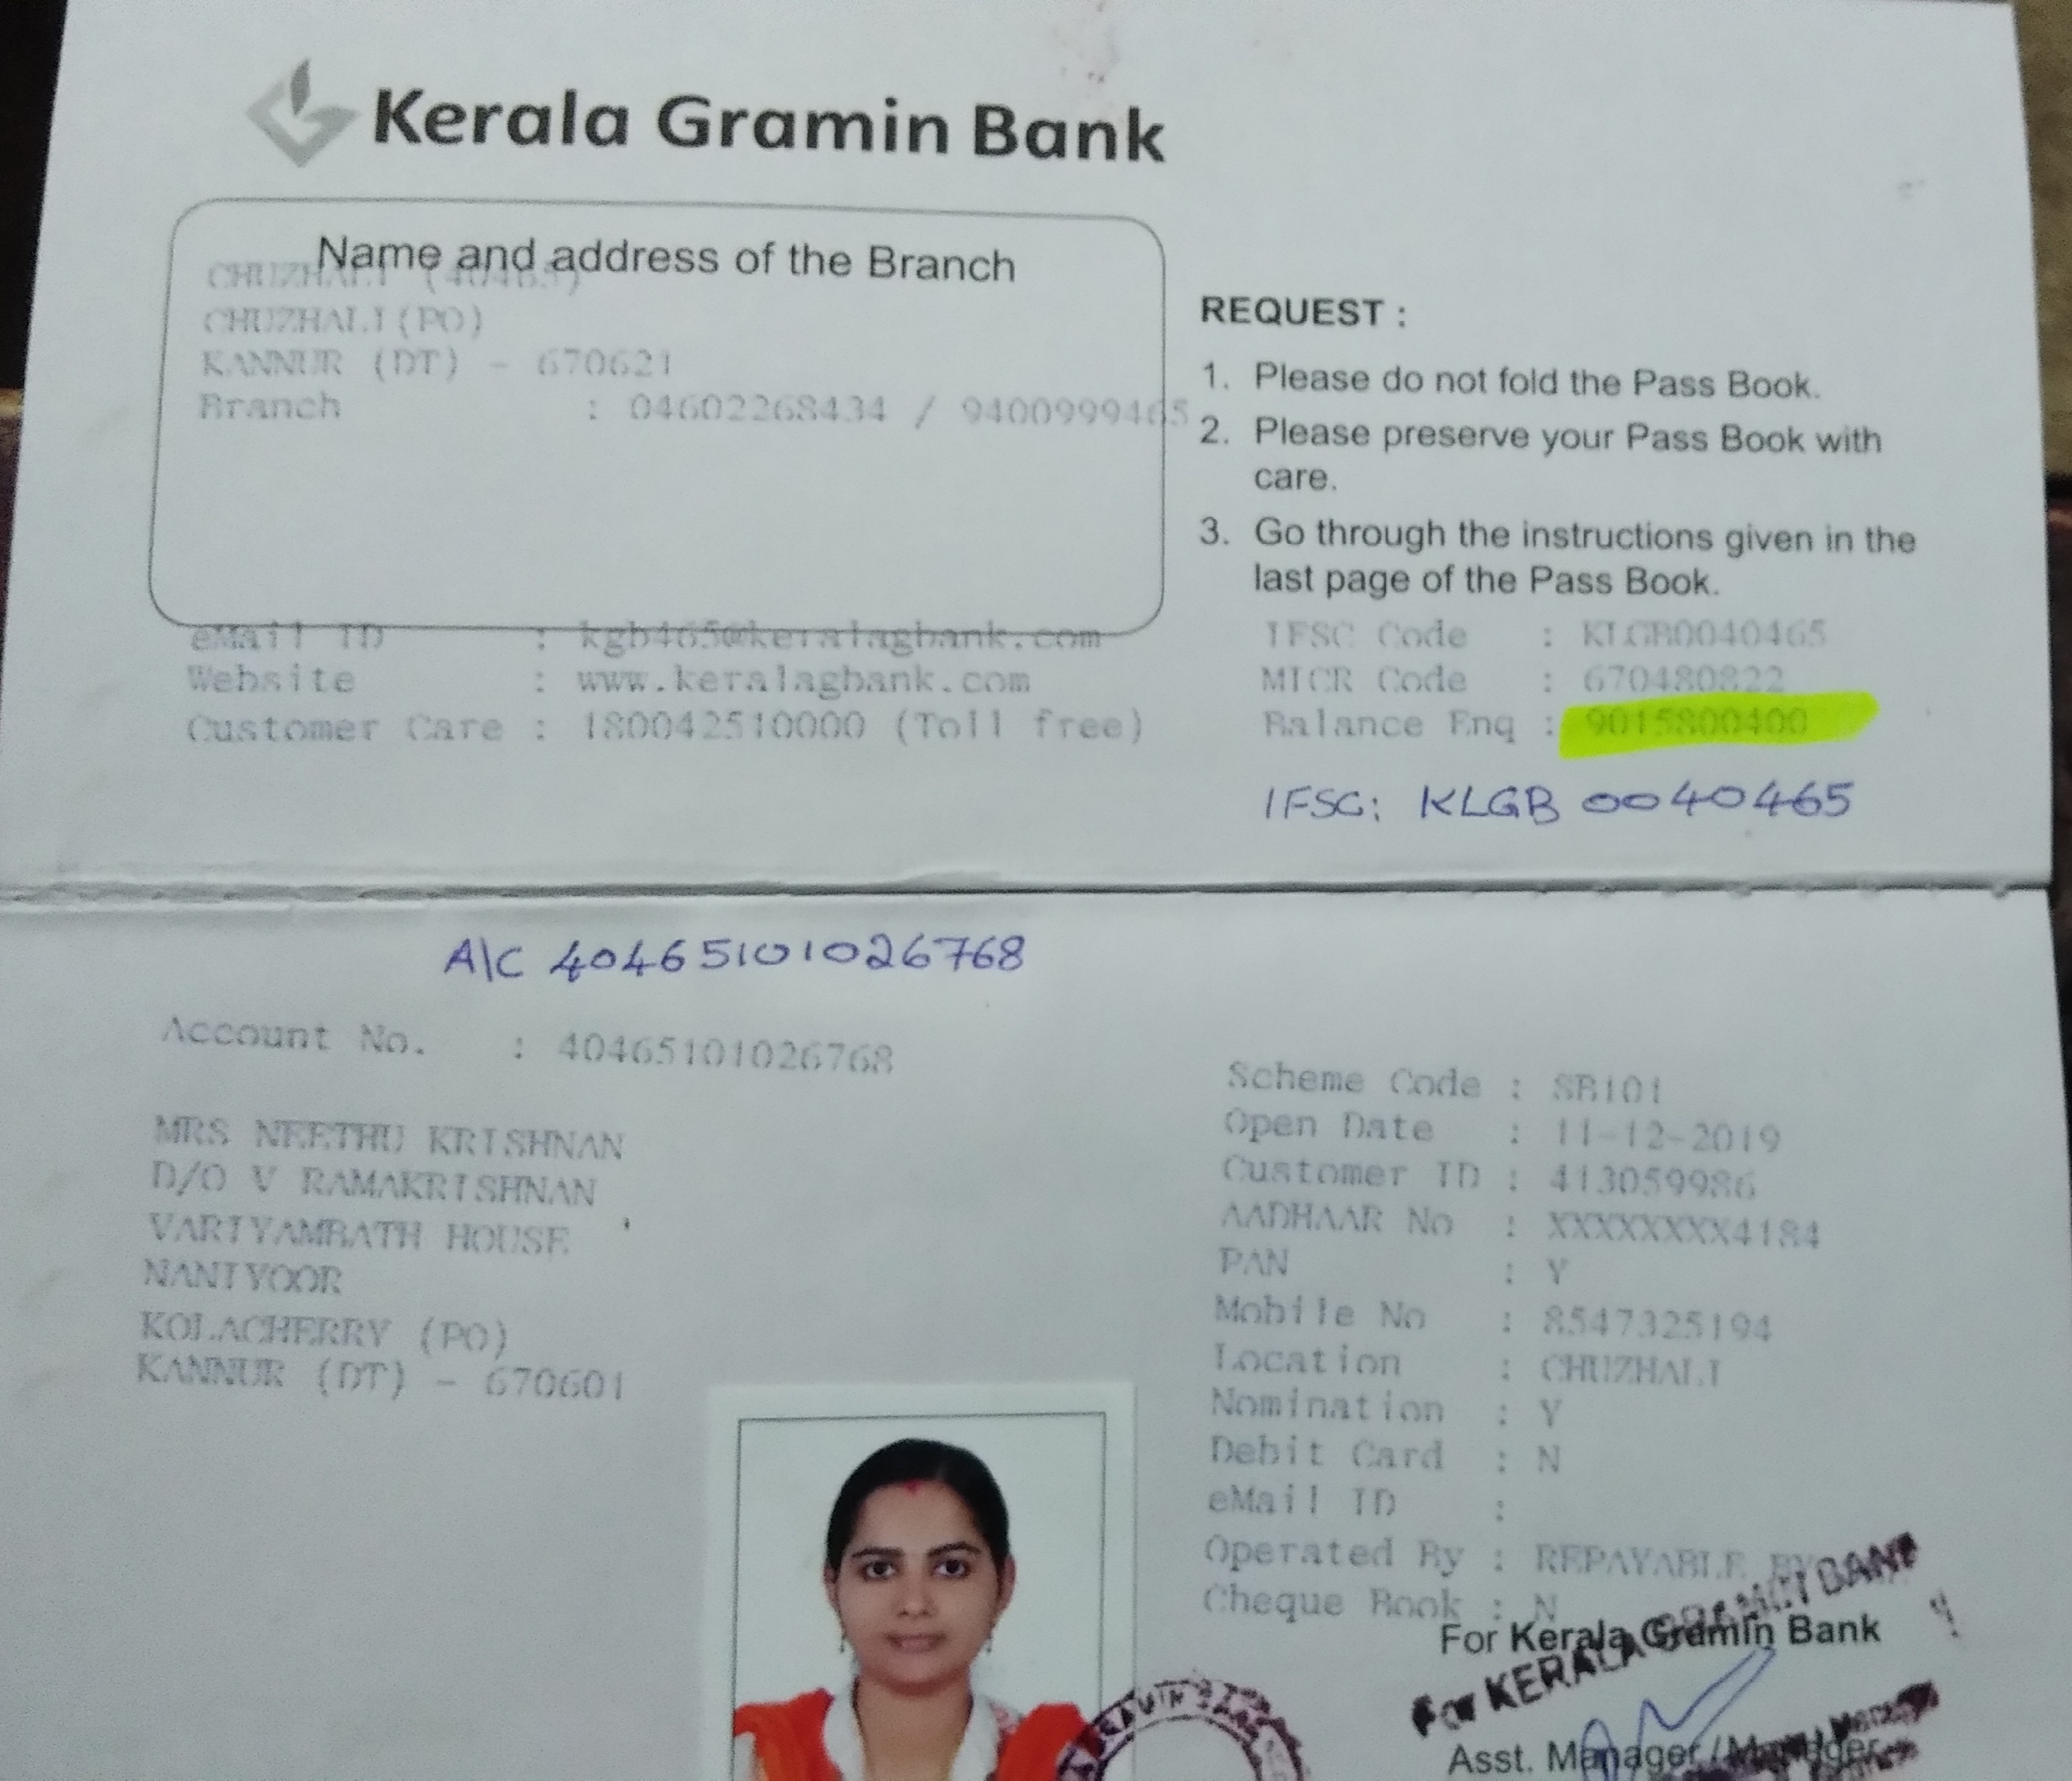 Kerala Gramin Bank
Name and address of the Branch
CHUZHALI (40465)
CHUZHALI(PO)
KANNUR (DT) - 670621
Branch : 04602268434 / 9400999465
eMail ID : kgb465@keralagbank.com
Website : www.keralagbank.com
Customer Care : 180042510000 (Toll free)
REQUEST :
1. Please do not fold the Pass Book.
2. Please preserve your Pass Book with
care.
3. Go through the instructions given in the
last page of the Pass Book.
IFSC Code : KLGB0040465
MICR Code : 670480822
Balance Enq : 9015800400
IFSC: KLGB 0040465
A\C 40465101026768
Account No. : 40465101026768
MRS NEETHU KRISHNAN
D/O V RAMAKRISHNAN
VARIYAMBATH HOUSE
NANIYOOR
KOLACHERRY (PO)
KANNUR (DT) - 670601
Scheme Code : SB101
Open Date : 11-12-2019
Customer ID : 413059986
AADHAAR No : XXXXXXXX4184
PAN : Y
Mobile No : 8547325194
Location : CHUZHALI
Nomination : Y
Debit Card : N
eMail ID :
Operated By : REPAYABLE BY
Cheque Book : N
For Kerala Gramin Bank
For KERALA GRAMIN BANK
Asst. Manager / Manager